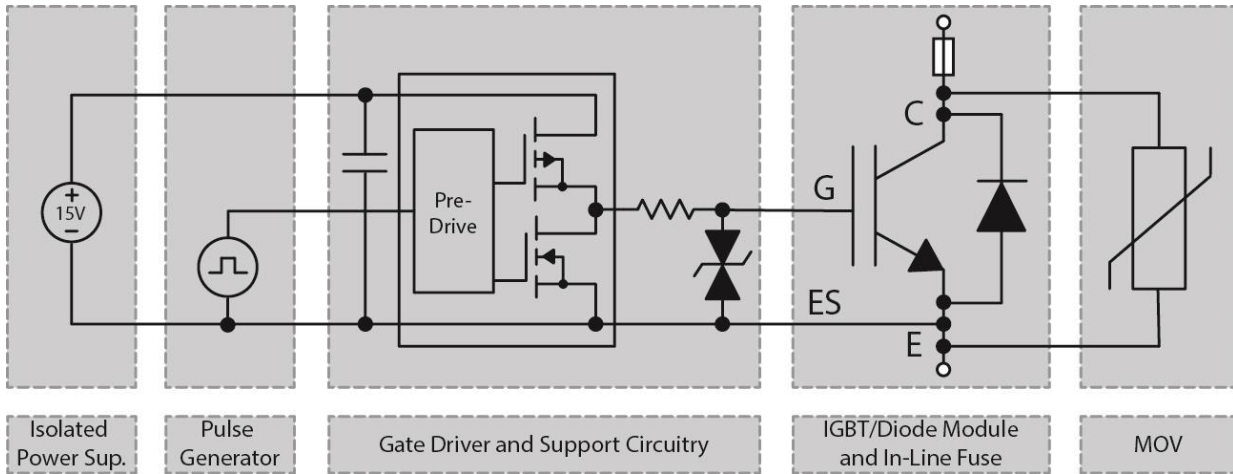 C
G
+
15V
−
Pre-
Drive
ES
E
Isolated
Power Sup.
Pulse
Generator
Gate Driver and Support Circuitry
IGBT/Diode Module
and In-Line Fuse
MOV